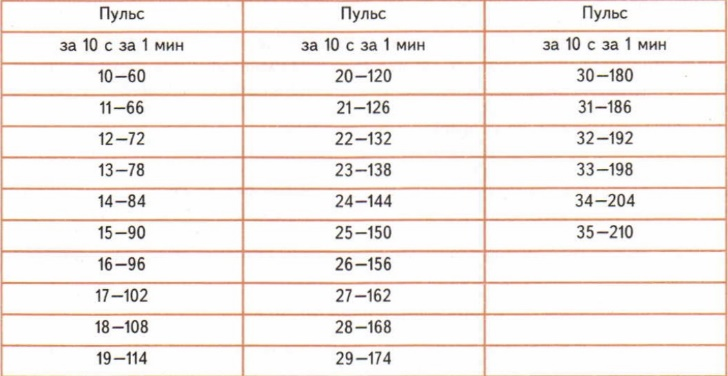 Пульс Пульс Пульс
за 10 с за 1 мин за 10 с за 1 мин за 10 с за 1 мин
10—60 20—120 30—180
11—66 21—126 31—186
12—72 22—132 32—192
13—78 23—138 33—198
14—84 24—144 34—204
15—90 25—150 35—210
16—96 26—156
17—102 27—162
18—108 28—168
19—114 29—174